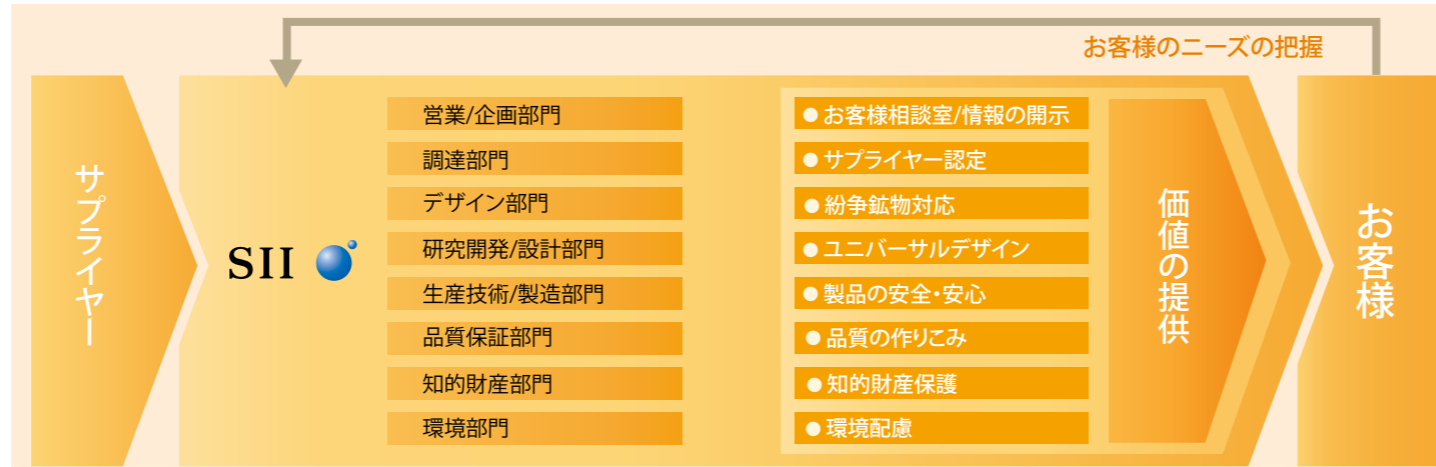 お客様のニーズの把握
サプライヤー
SII
営業/企画部門
調達部門
デザイン部門
研究開発/設計部門
生産技術/製造部門
品質保証部門
知的財産部門
環境部門
●お客様相談室/情報の開示
●サプライヤー認定
●紛争鉱物対応
●ユニバーサルデザイン
●製品の安全・安心
●品質の作りこみ
●知的財産保護
●環境配慮
価値の提供
お客様